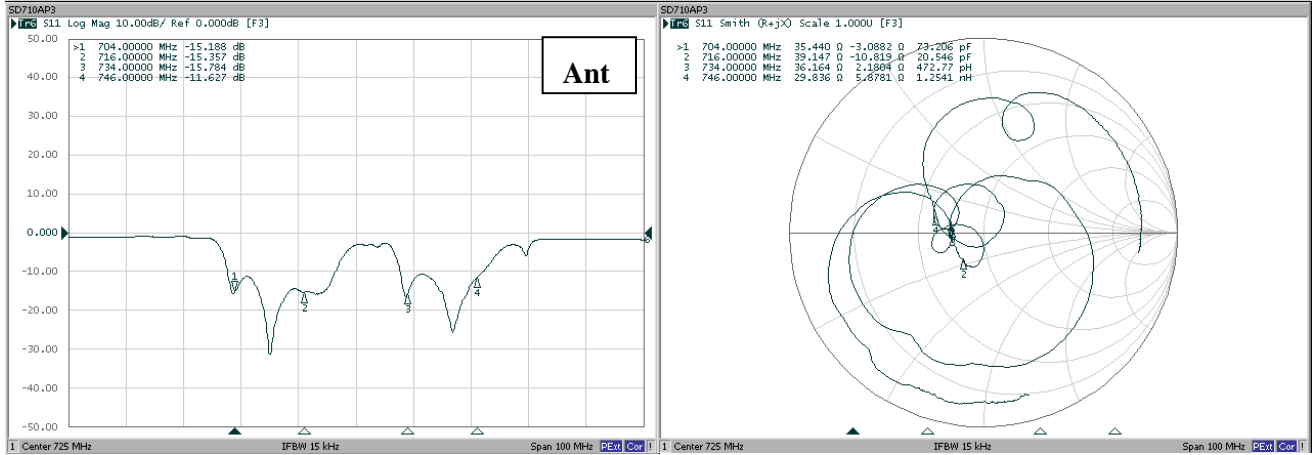 SD710AP3
Tr6 S11 Log Mag 10.00dB/ Ref 0.000dB [F3]
50.00
40.00
30.00
20.00
10.00
0.000
-10.00
-20.00
-30.00
-40.00
-50.00
>1 704.00000 MHz -15.188 dB
2 716.00000 MHz -15.357 dB
3 734.00000 MHz -15.784 dB
4 746.00000 MHz -11.627 dB
Ant
1
2
3
4
1 Center 725 MHz IFBW 15 kHz Span 100 MHz PExt Cor !
SD710AP3
Tr6 S11 Smith (R+jX) Scale 1.000U [F3]
>1 704.00000 MHz 35.440 Ω -3.0882 Ω 73.206 pF
2 716.00000 MHz 39.147 Ω -10.819 Ω 20.546 pF
3 734.00000 MHz 36.164 Ω 2.1804 Ω 472.77 pH
4 746.00000 MHz 29.836 Ω 5.8781 Ω 1.2541 nH
4
2
1 Center 725 MHz IFBW 15 kHz Span 100 MHz PExt Cor !